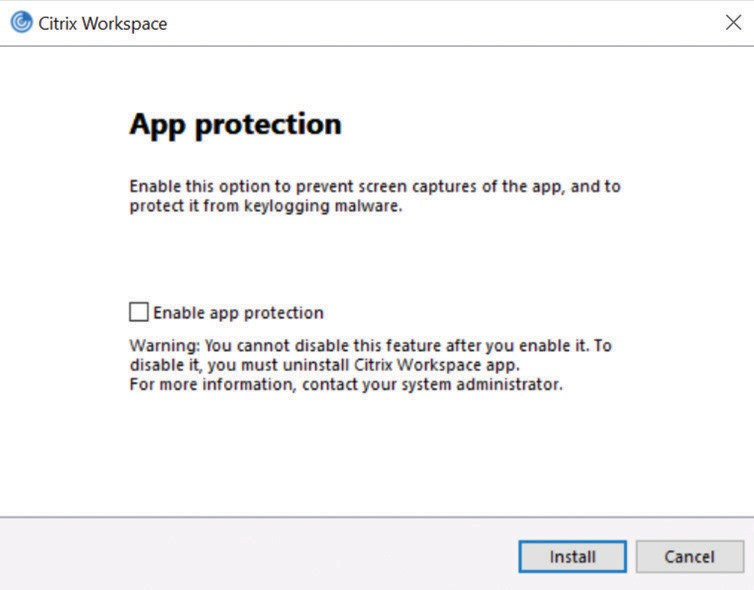 Citrix Workspace
App protection
Enable this option to prevent screen captures of the app, and to
protect it from keylogging malware.
Enable app protection
Warning: You cannot disable this feature after you enable it. To
disable it, you must uninstall Citrix Workspace app.
For more information, contact your system administrator.
Install Cancel